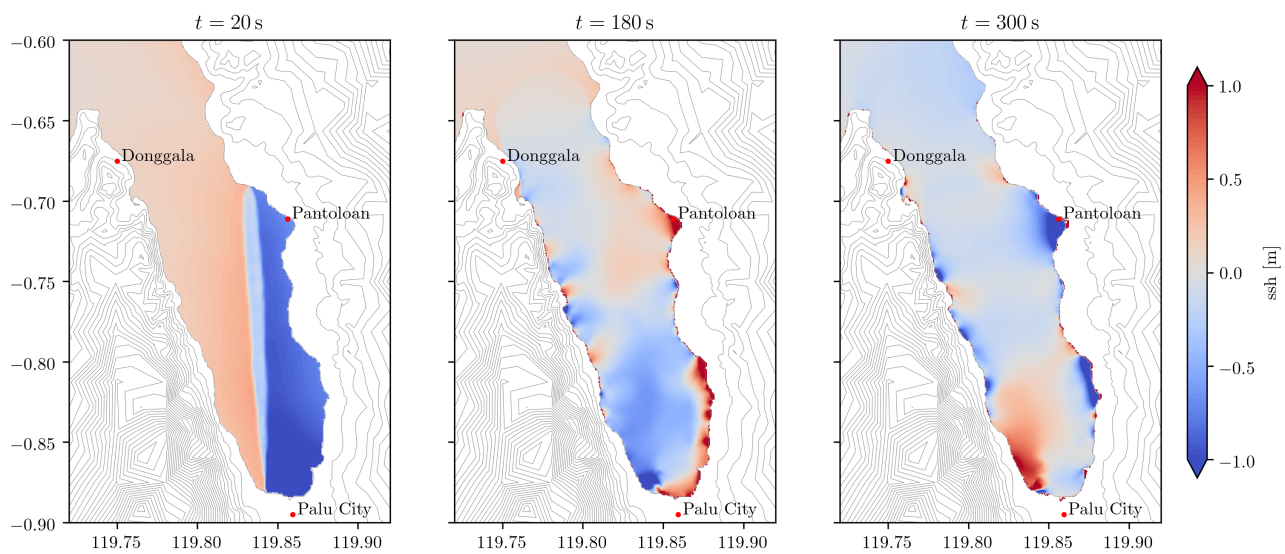 t = 20 s
t = 180 s
t = 300 s
−0.60
−0.65
−0.70
−0.75
−0.80
−0.85
−0.90
Donggala
Pantoloan
Palu City
119.75 119.80 119.85 119.90
Donggala
Pantoloan
Palu City
119.75 119.80 119.85 119.90
Donggala
Pantoloan
Palu City
119.75 119.80 119.85 119.90
1.0
0.5
0.0
−0.5
−1.0
ssh [m]